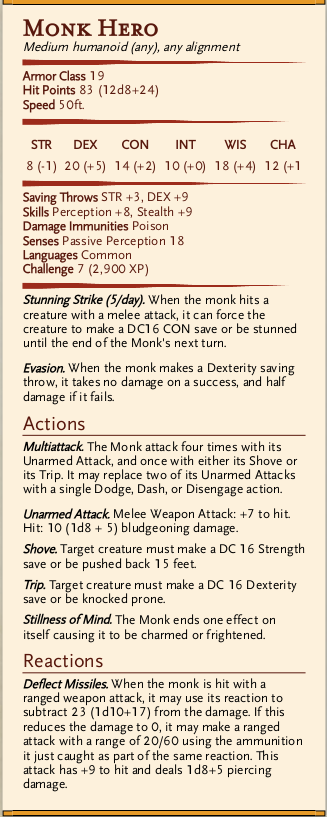 Monk Hero
Medium humanoid (any), any alignment
Armor Class 19
Hit Points 83 (12d8+24)
Speed 50ft.
STR DEX CON INT WIS CHA
8 (-1) 20 (+5) 14 (+2) 10 (+0) 18 (+4) 12 (+1
Saving Throws STR +3, DEX +9
Skills Perception +8, Stealth +9
Damage Immunities Poison
Senses Passive Perception 18
Languages Common
Challenge 7 (2,900 XP)
Stunning Strike (5/day). When the monk hits a
creature with a melee attack, it can force the
creature to make a DC16 CON save or be stunned
until the end of the Monk's next turn.
Evasion. When the monk makes a Dexterity saving
throw, it takes no damage on a success, and half
damage if it fails.
Actions
Multiattack. The Monk attack four times with its
Unarmed Attack, and once with either its Shove or
its Trip. It may replace two of its Unarmed Attacks
with a single Dodge, Dash, or Disengage action.
Unarmed Attack. Melee Weapon Attack: +7 to hit.
Hit: 10 (1d8 + 5) bludgeoning damage.
Shove. Target creature must make a DC 16 Strength
save or be pushed back 15 feet.
Trip. Target creature must make a DC 16 Dexterity
save or be knocked prone.
Stillness of Mind. The Monk ends one effect on
itself causing it to be charmed or frightened.
Reactions
Deflect Missiles. When the monk is hit with a
ranged weapon attack, it may use its reaction to
subtract 23 (1d10+17) from the damage. If this
reduces the damage to 0, it may make a ranged
attack with a range of 20/60 using the ammunition
it just caught as part of the same reaction. This
attack has +9 to hit and deals 1d8+5 piercing
damage.